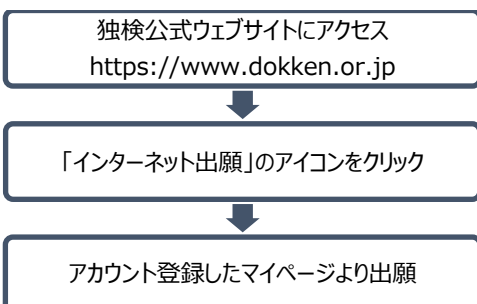 独検公式ウェブサイトにアクセス
https://www.dokken.or.jp
「インターネット出願」のアイコンをクリック
アカウント登録したマイページより出願